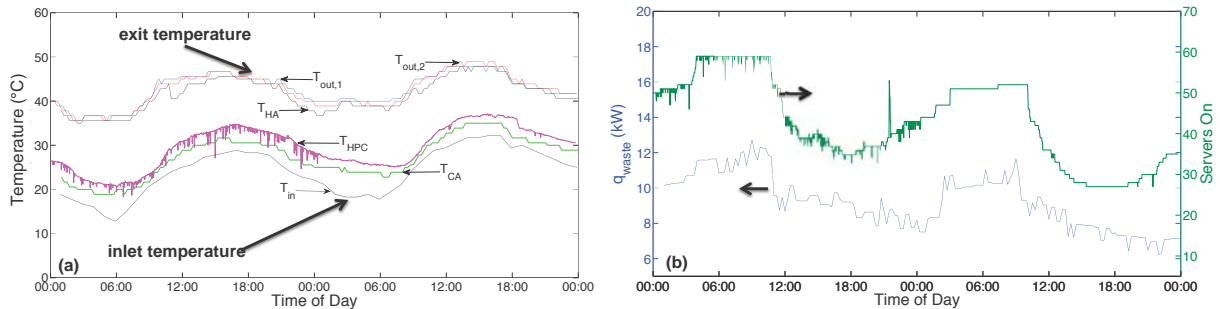 60
50
40
30
20
10
0
Temperature (°C)
exit temperature
T_out,1
T_out,2
T_HA
T_HPC
T_CA
T_in
inlet temperature
(a)
00:00 06:00 12:00 18:00 00:00 06:00 12:00 18:00 00:00
Time of Day
20
18
16
14
12
10
8
6
q_waste (kW)
70
60
50
40
30
20
10
Servers On
(b)
00:00 06:00 12:00 18:00 00:00 06:00 12:00 18:00 00:00
Time of Day